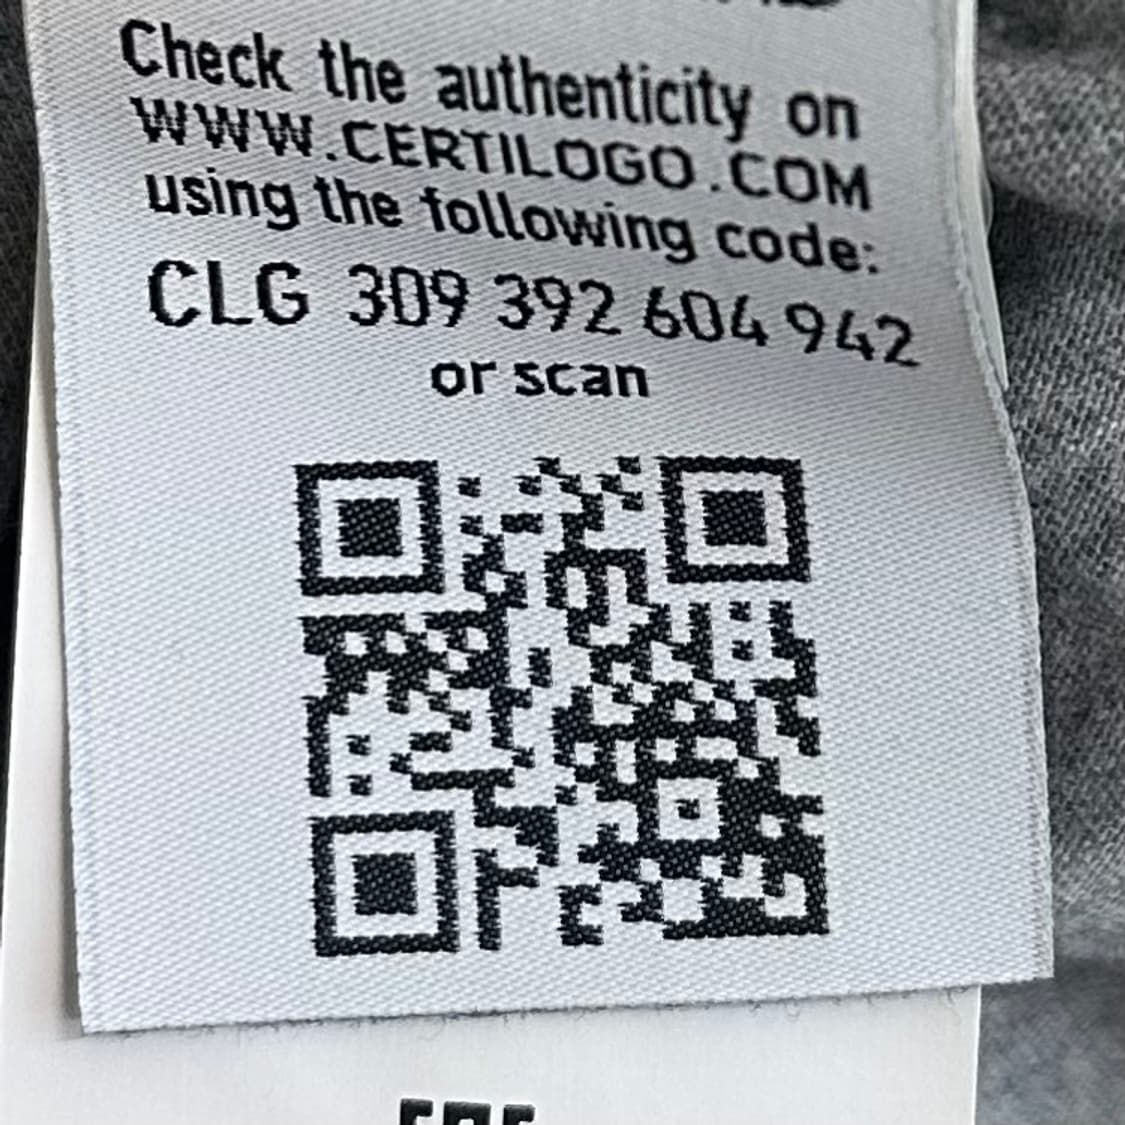 Check the authenticity on
WWW.CERTILOGO.COM
using the following code:
CLG 309 392 604 942
or scan